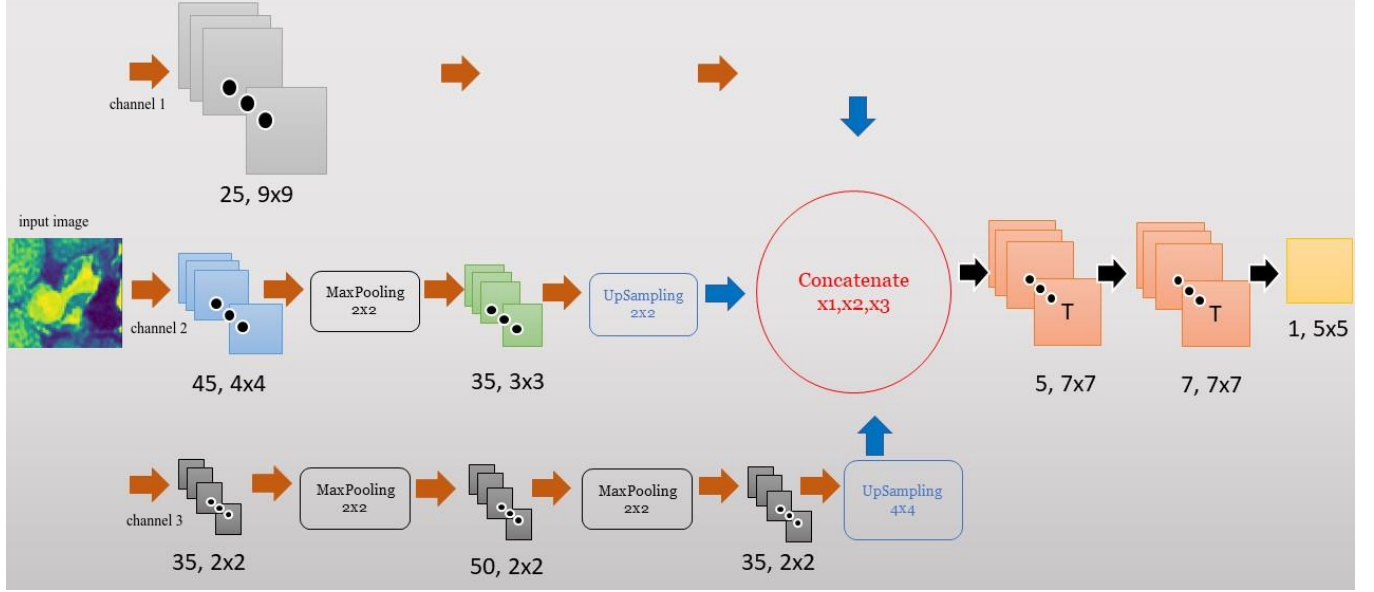 channel 1
25, 9x9
input image
channel 2
45, 4x4
MaxPooling
2x2
35, 3x3
UpSampling
2x2
Concatenate
x1,x2,x3
T
5, 7x7
T
7, 7x7
1, 5x5
channel 3
35, 2x2
MaxPooling
2x2
50, 2x2
MaxPooling
2x2
35, 2x2
UpSampling
4x4